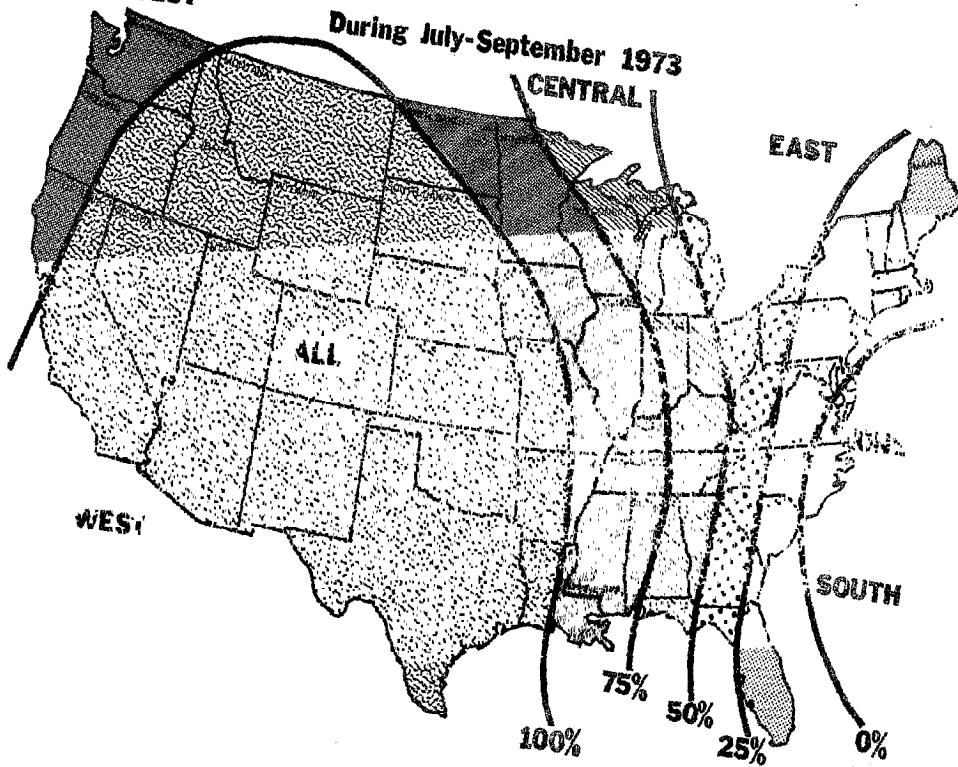 During July-September 1973
CENTRAL
EAST
ALL
WEST
SOUTH
75%
50%
100%
25%
0%